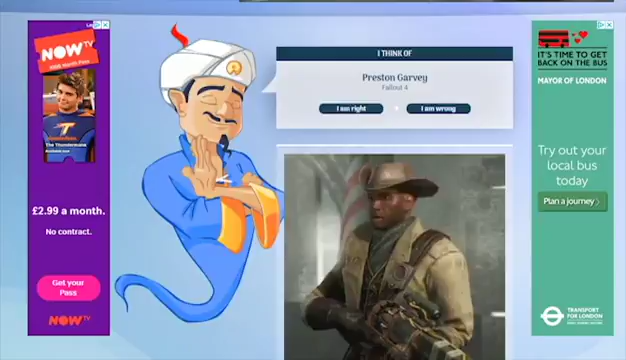 NOW TV
The Thundermans
£2.99 a month.
No contract.
Get your
Pass
NOW TV
I THINK OF
Preston Garvey
Fallout 4
I am right
I am wrong
IT'S TIME TO GET
BACK ON THE BUS
MAYOR OF LONDON
Try out your
local bus
today
Plan a journey
TRANSPORT
FOR LONDON